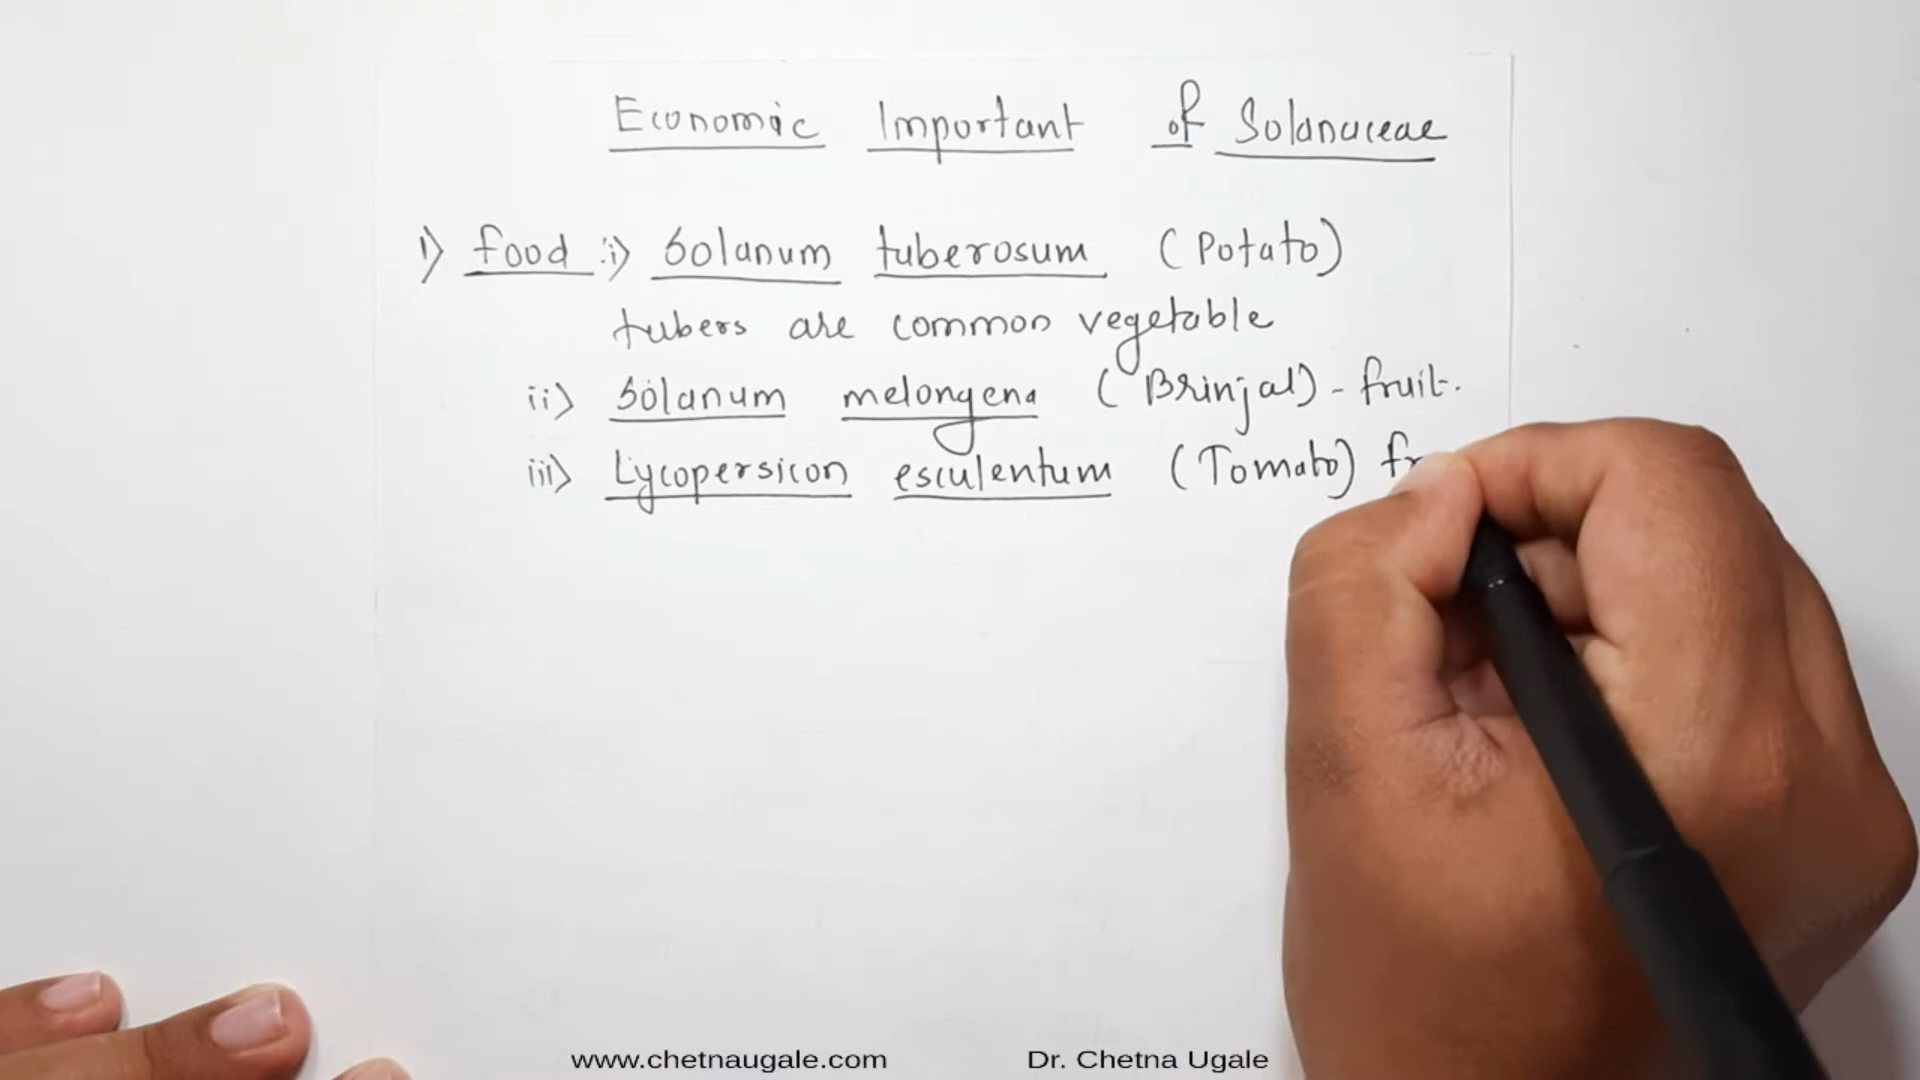 Economic Important of Solanaceae
1) food :i) Solanum tuberosum (Potato)
tubers are common vegetable
ii) Solanum melongena (Brinjal) - fruit.
iii) Lycopersicon esculentum (Tomato)
www.chetnaugale.com Dr. Chetna Ugale